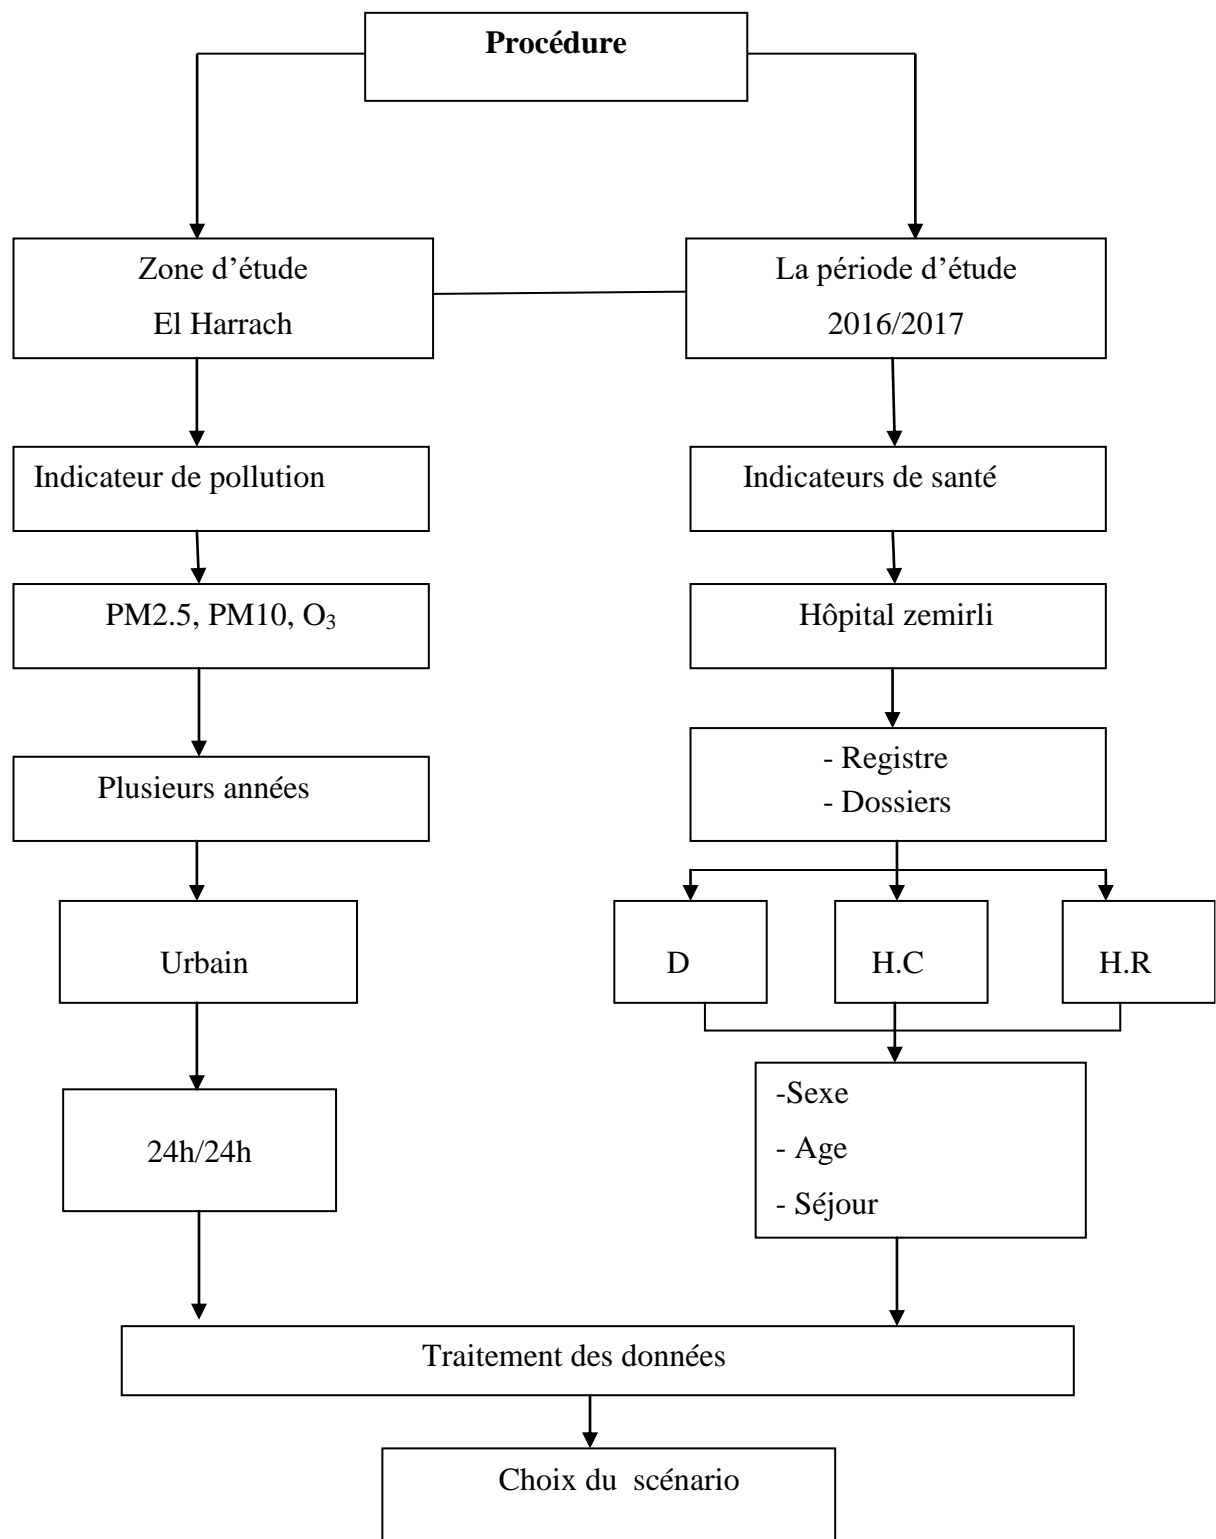 Procédure
Zone d’étude
El Harrach
La période d’étude
2016/2017
Indicateur de pollution
Indicateurs de santé
PM2.5, PM10, O₃
Hôpital zemirli
Plusieurs années
- Registre
- Dossiers
Urbain
D
H.C
H.R
24h/24h
-Sexe
- Age
- Séjour
Traitement des données
Choix du scénario